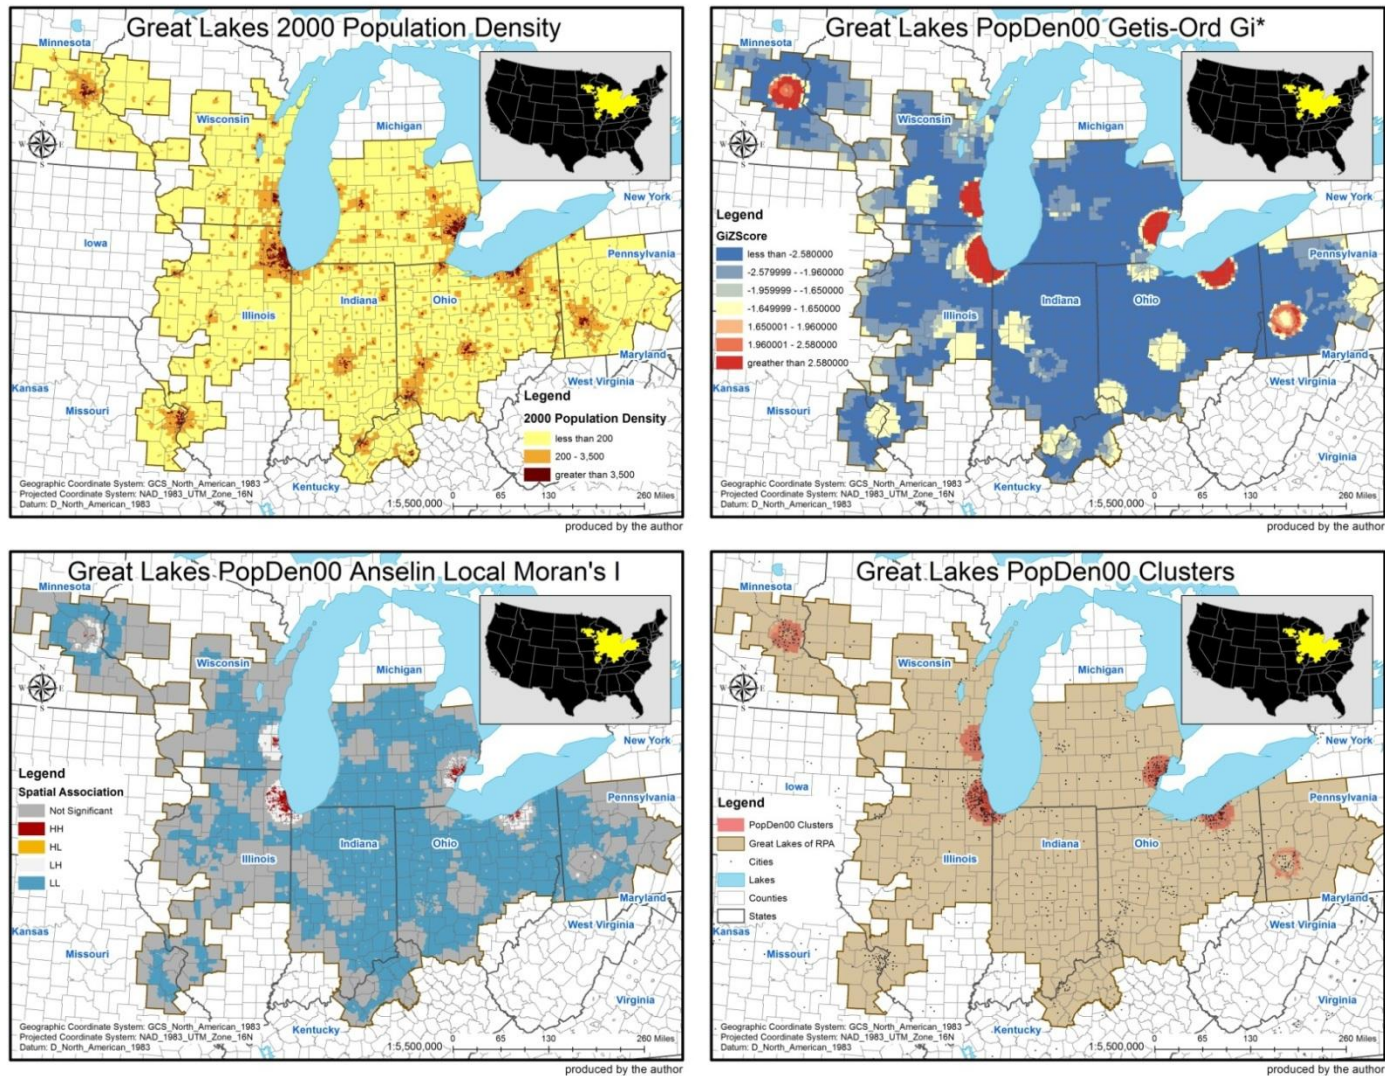 Great Lakes 2000 Population Density
Minnesota
Wisconsin
Michigan
N
W E
S
New York
Iowa
Pennsylvania
Illinois
Indiana
Ohio
Maryland
Kansas
West Virginia
Missouri
Legend
2000 Population Density
less than 200
200 - 3,500
greater than 3,500
Virginia
Kentucky
Geographic Coordinate System: GCS_North_American_1983
Projected Coordinate System: NAD_1983_UTM_Zone_16N
Datum: D_North_American_1983
1:5,500,000
0 65 130 260 Miles
produced by the author
Great Lakes PopDen00 Getis-Ord Gi*
Minnesota
Wisconsin
Michigan
N
W E
S
New York
Legend
GiZScore
less than -2.580000
-2.579999 - -1.960000
-1.959999 - -1.650000
-1.649999 - 1.650000
1.650001 - 1.960000
1.960001 - 2.580000
greather than 2.580000
Pennsylvania
Illinois
Indiana
Ohio
Maryland
Kansas
West Virginia
Missouri
Virginia
Kentucky
Geographic Coordinate System: GCS_North_American_1983
Projected Coordinate System: NAD_1983_UTM_Zone_16N
Datum: D_North_American_1983
1:5,500,000
0 65 130 260 Miles
produced by the author
Great Lakes PopDen00 Anselin Local Moran's I
Minnesota
Wisconsin
Michigan
N
W E
S
New York
Legend
Spatial Association
Not Significant
HH
HL
LH
LL
Pennsylvania
Illinois
Indiana
Ohio
Maryland
Kansas
West Virginia
Missouri
Virginia
Kentucky
Geographic Coordinate System: GCS_North_American_1983
Projected Coordinate System: NAD_1983_UTM_Zone_16N
Datum: D_North_American_1983
1:5,500,000
0 65 130 260 Miles
produced by the author
Great Lakes PopDen00 Clusters
Minnesota
Wisconsin
Michigan
N
W E
S
New York
Iowa
Legend
PopDen00 Clusters
Great Lakes of RPA
Cities
Lakes
Counties
States
Pennsylvania
Illinois
Indiana
Ohio
Maryland
Kansas
West Virginia
Missouri
Virginia
Kentucky
Geographic Coordinate System: GCS_North_American_1983
Projected Coordinate System: NAD_1983_UTM_Zone_16N
Datum: D_North_American_1983
1:5,500,000
0 65 130 260 Miles
produced by the author